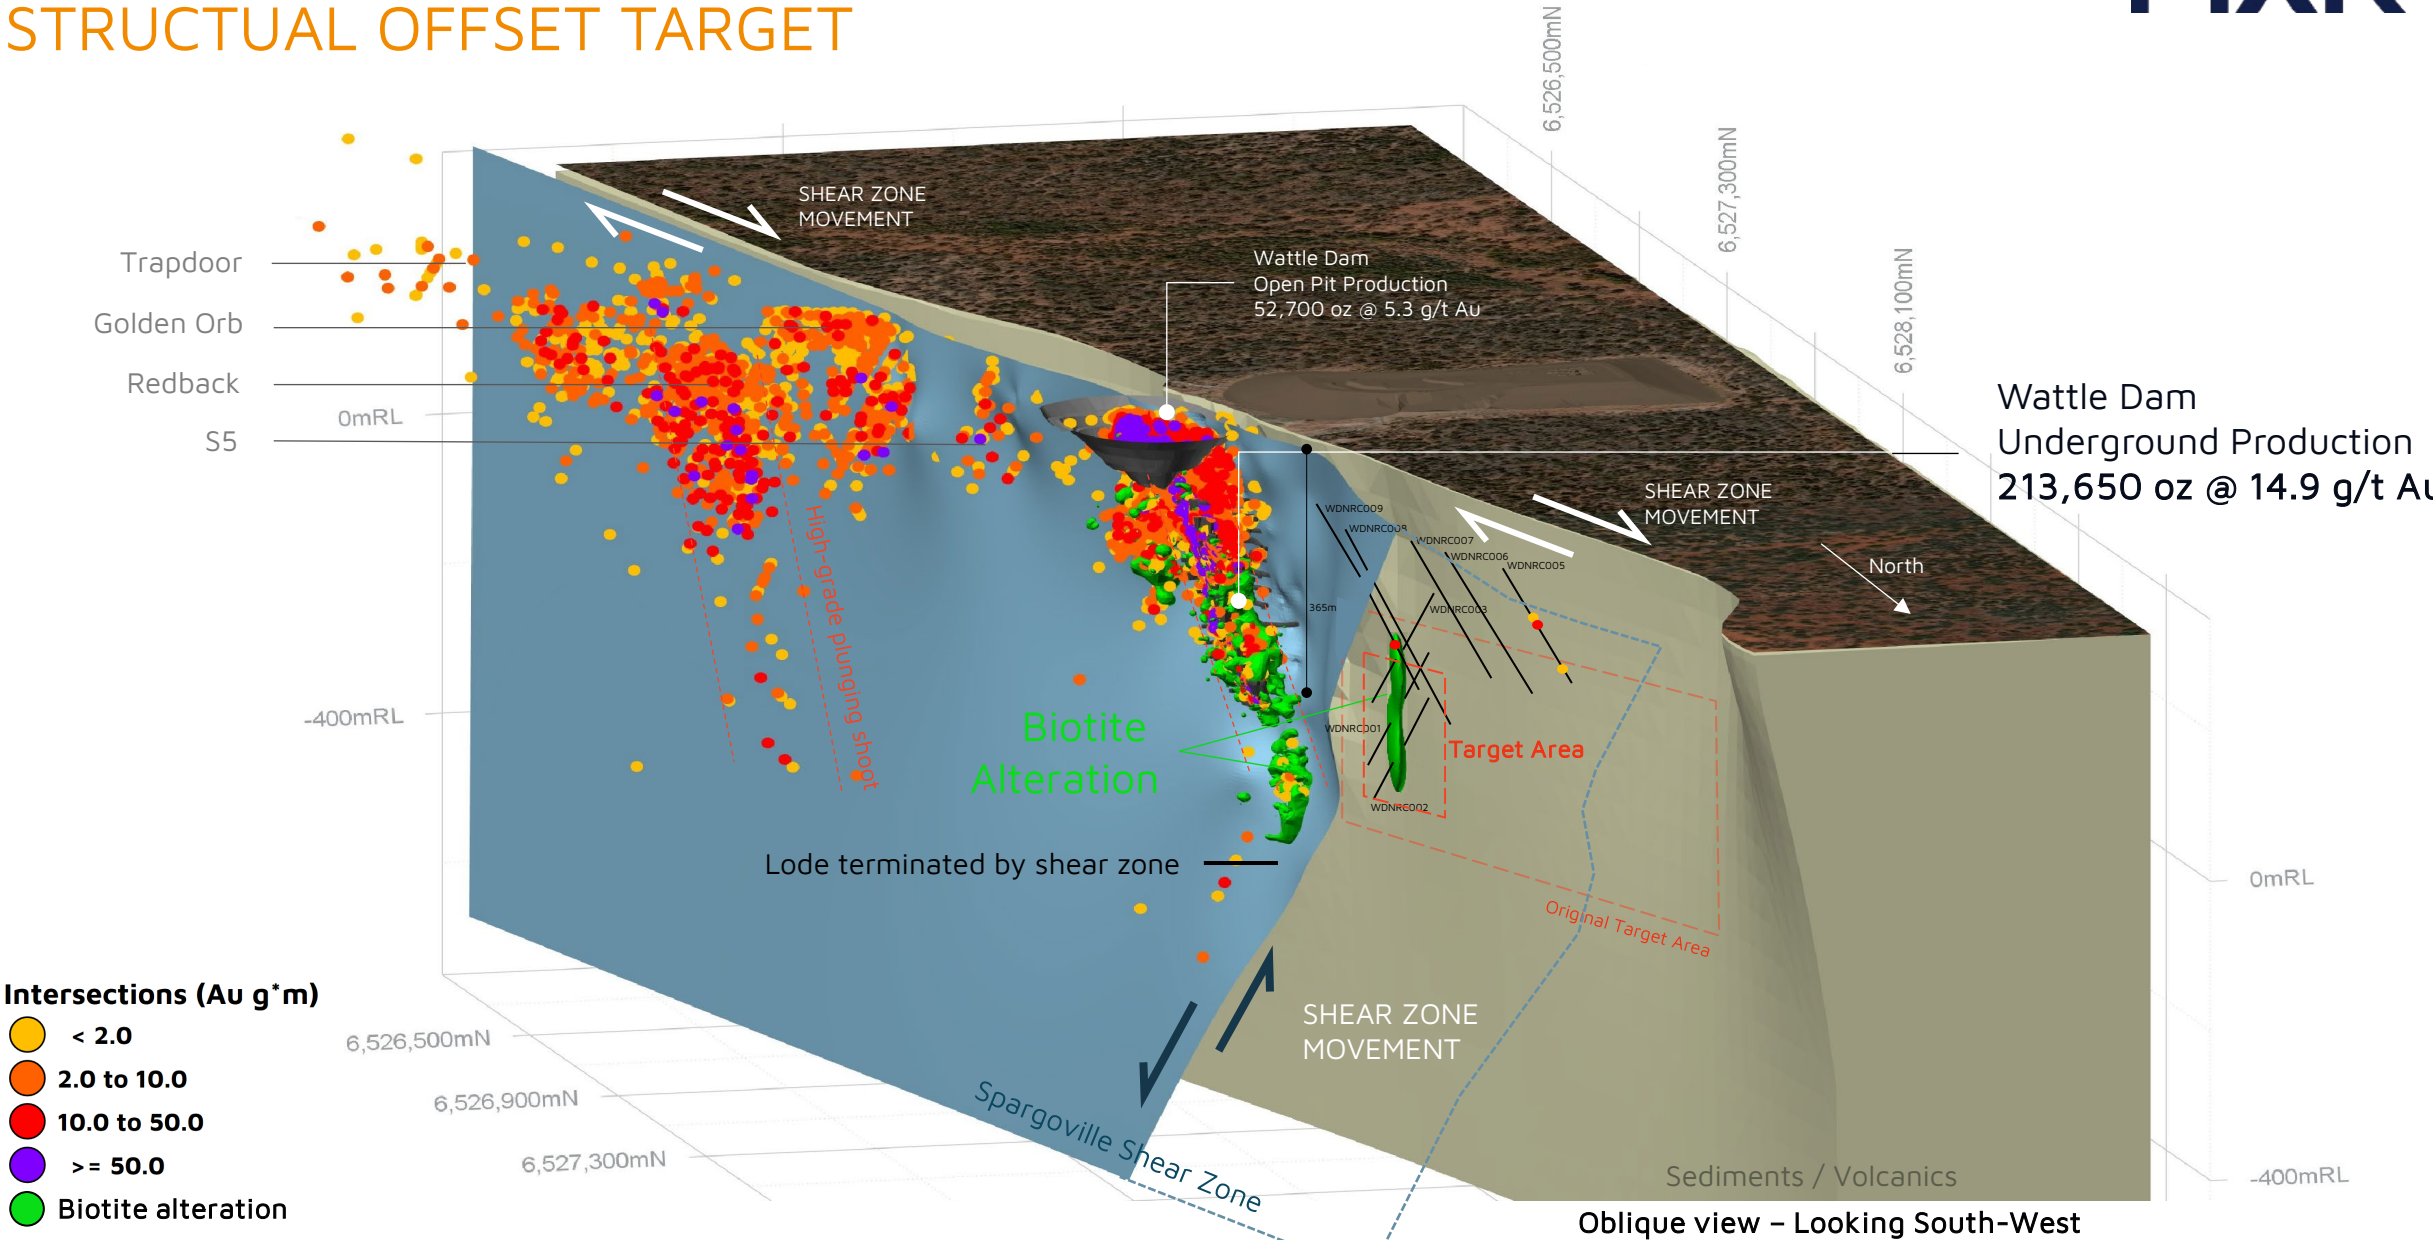 STRUCTUAL OFFSET TARGET
6,526,500mN
6,527,300mN
6,528,100mN
SHEAR ZONE
MOVEMENT
Wattle Dam
Open Pit Production
52,700 oz @ 5.3 g/t Au
Trapdoor
Golden Orb
Redback
0mRL
S5
Wattle Dam
Underground Production
213,650 oz @ 14.9 g/t Au
SHEAR ZONE
MOVEMENT
North
WDNRC009
WDNRC008
WDNRC007
WDNRC006
WDNRC005
WDNRC003
365m
High-grade plunging shoot
-400mRL
Biotite
Alteration
WDNRC001
Target Area
WDNRC002
Lode terminated by shear zone
Original Target Area
0mRL
Intersections (Au g*m)
< 2.0
2.0 to 10.0
10.0 to 50.0
>= 50.0
Biotite alteration
6,526,500mN
6,526,900mN
6,527,300mN
SHEAR ZONE
MOVEMENT
Spargoville Shear Zone
Sediments / Volcanics
-400mRL
Oblique view – Looking South-West